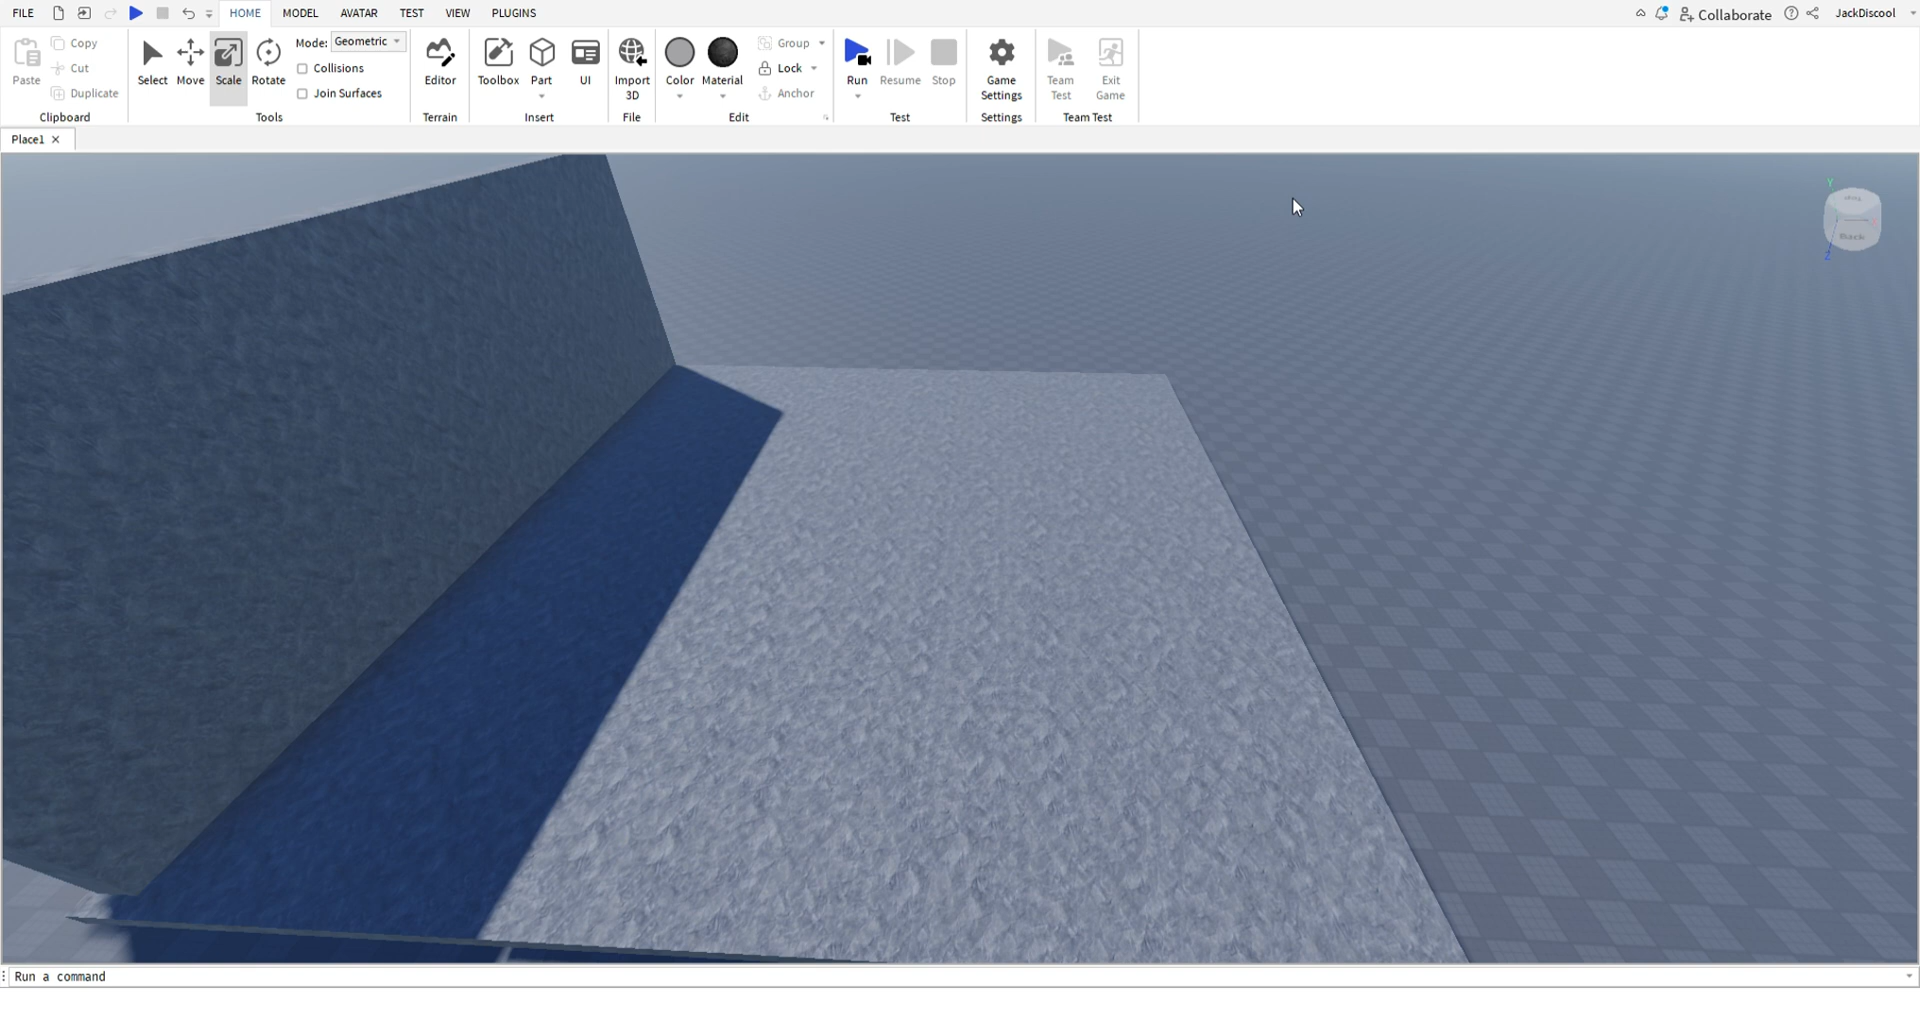 FILE HOME MODEL AVATAR TEST VIEW PLUGINS Collaborate JackDiscool
Paste Copy Cut Duplicate
Clipboard
Select Move Scale Rotate
Mode: Geometric
Collisions
Join Surfaces
Tools
Editor
Terrain
Toolbox Part UI
Insert
Import
3D
File
Color Material
Group
Lock
Anchor
Edit
Run Resume Stop
Test
Game
Settings
Settings
Team
Test
Exit
Game
Team Test
Place1
Y
Back
Z
Run a command